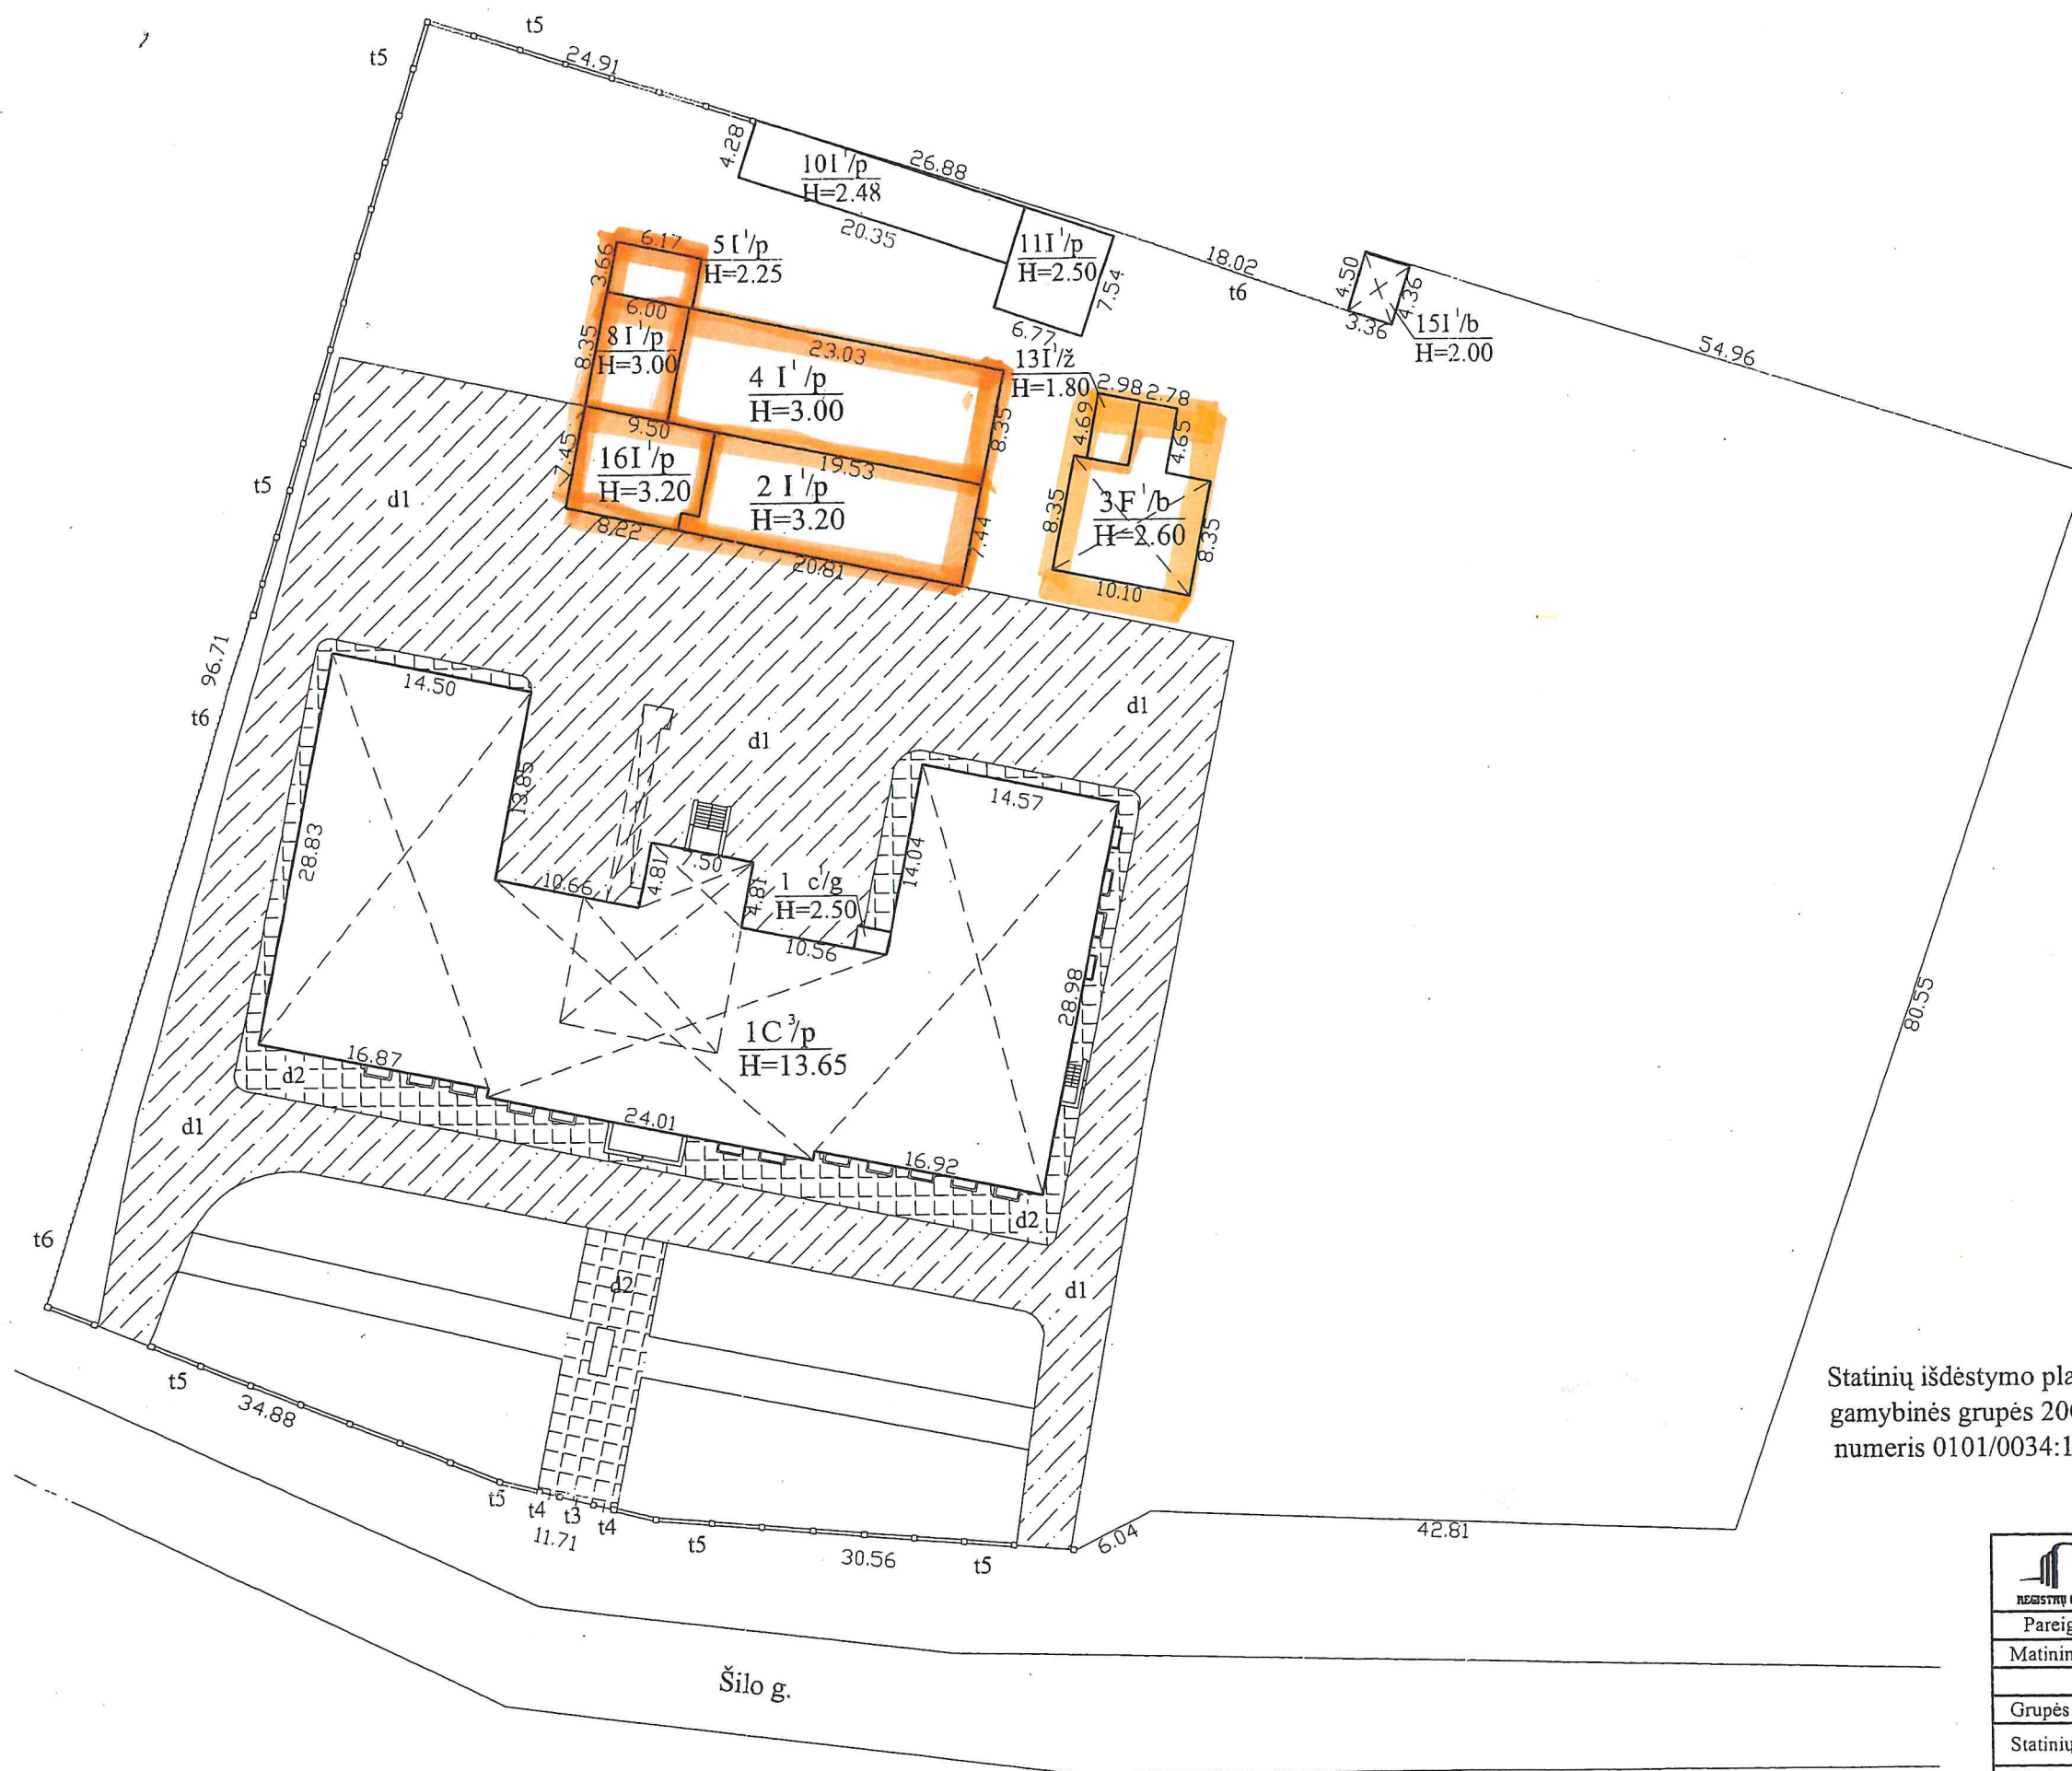 t5
t5
24.91
4.28
10I¹/p
H=2.48
26.88
20.35
11I¹/p
H=2.50
7.54
6.77
18.02
t6
4.50
4.36
3.36
15I¹/b
H=2.00
54.96
6.17
5I¹/p
H=2.25
3.66
6.00
8I¹/p
H=3.00
8.35
23.03
4 I¹/p
H=3.00
8.35
13I¹/ž
H=1.80
2.98
2.78
4.69
4.65
9.50
7.45
16I¹/p
H=3.20
19.53
2 I¹/p
H=3.20
7.44
8.22
20.81
3F¹/b
H=2.60
8.35
8.35
10.10
t5
d1
96.71
t6
14.50
d1
d1
13.85
28.83
14.57
14.04
7.50
4.81
4.81
10.66
1 c¹/g
H=2.50
10.56
28.98
80.55
1C³/p
H=13.65
16.87
d2
24.01
16.92
d1
d2
t6
d2
d1
t5
34.88
t5
t4
t3
t4
11.71
t5
30.56
t5
6.04
42.81
Statinių išdėstymo pla
gamybinės grupės 20
numeris 0101/0034:1
Šilo g.
REGISTRŲ
Pareig
Matinin
Grupės
Statinių